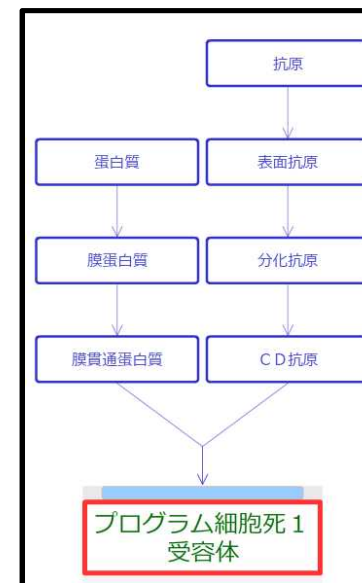 抗原
蛋白質
表面抗原
膜蛋白質
分化抗原
膜貫通蛋白質
ＣＤ抗原
プログラム細胞死１
受容体